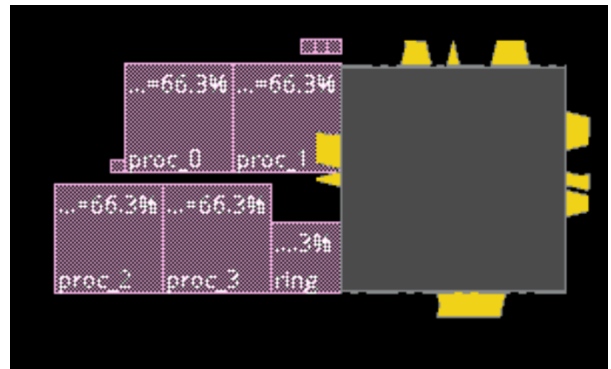 ...=66.3% ...=66.3%
proc_0 proc_1
...=66.3% ...=66.3%
....3%
proc_2 proc_3 ring